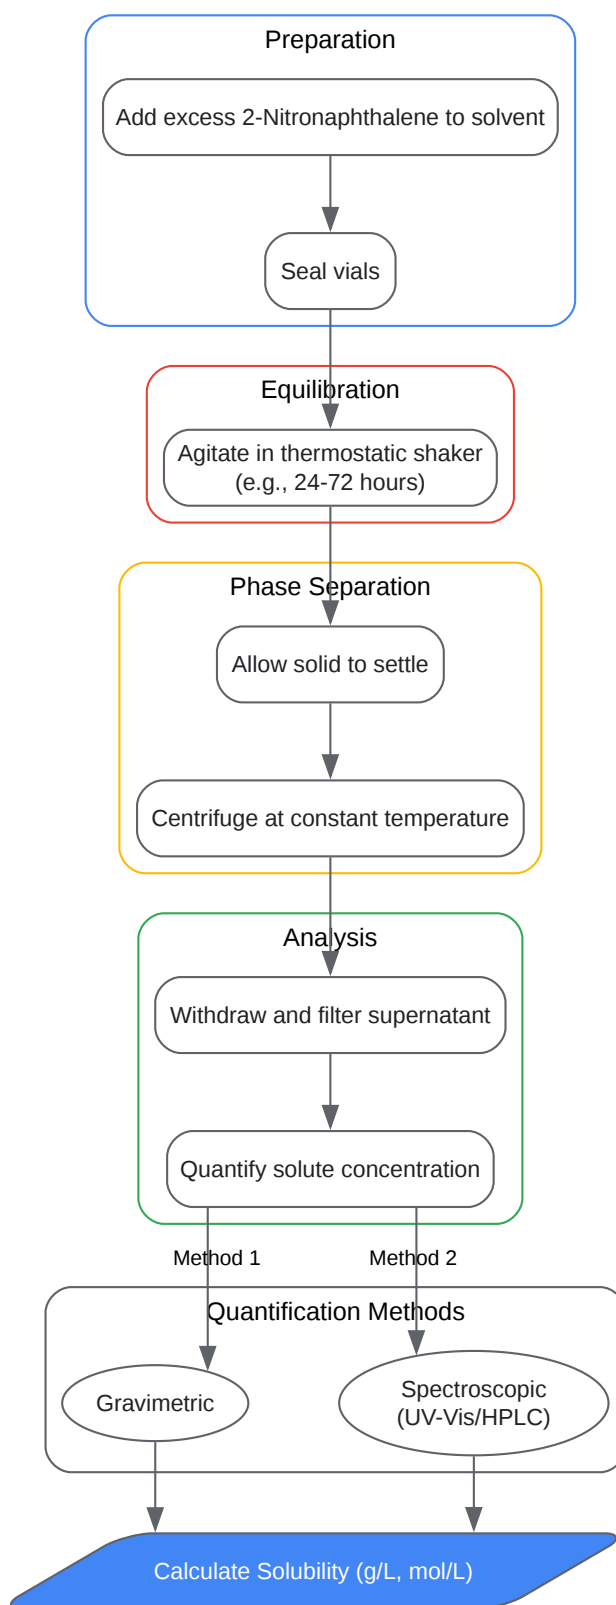 Preparation
Add excess 2-Nitronaphthalene to solvent
Seal vials
Equilibration
Agitate in thermostatic shaker
(e.g., 24-72 hours)
Phase Separation
Allow solid to settle
Centrifuge at constant temperature
Analysis
Withdraw and filter supernatant
Quantify solute concentration
Method 1
Method 2
Quantification Methods
Gravimetric
Spectroscopic
(UV-Vis/HPLC)
Calculate Solubility (g/L, mol/L)